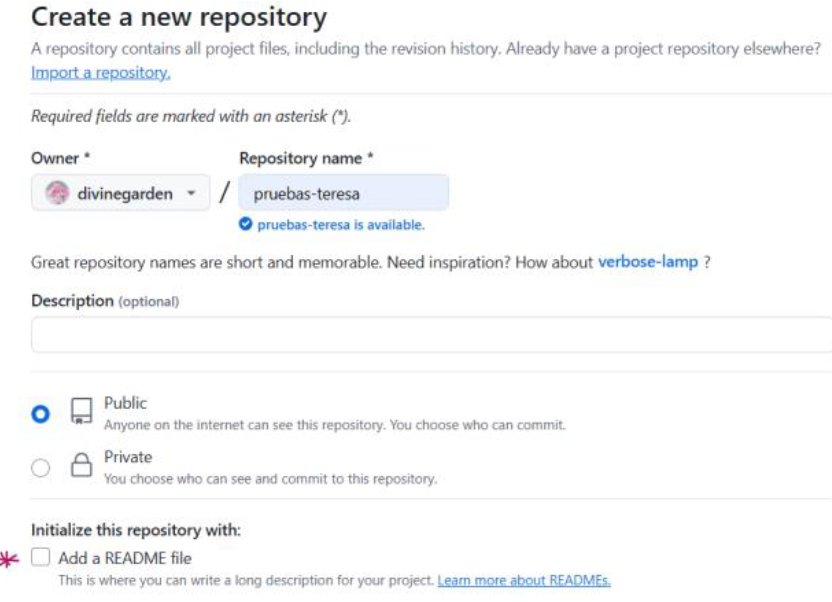 Create a new repository
A repository contains all project files, including the revision history. Already have a project repository elsewhere?
Import a repository.
Required fields are marked with an asterisk (*).
Owner * Repository name *
divinegarden / pruebas-teresa
pruebas-teresa is available.
Great repository names are short and memorable. Need inspiration? How about verbose-lamp ?
Description (optional)
Public
Anyone on the internet can see this repository. You choose who can commit.
Private
You choose who can see and commit to this repository.
Initialize this repository with:
Add a README file
This is where you can write a long description for your project. Learn more about READMEs.